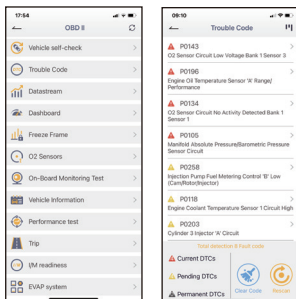 17:54
OBD II
Vehicle self-check
Trouble Code
Datastream
Dashboard
Freeze Frame
O2 Sensors
On-Board Monitoring Test
Vehicle Information
Performance test
Trip
I/M readiness
EVAP system
09:10
Trouble Code
P0143
O2 Sensor Circuit Low Voltage Bank 1 Sensor 3
P0196
Engine Oil Temperature Sensor 'A' Range/
Performance
P0134
O2 Sensor Circuit No Activity Detected Bank 1
Sensor 1
P0105
Manifold Absolute Pressure/Barometric Pressure
Sensor Circuit
P0258
Injection Pump Fuel Metering Control 'B' Low
(Cam/Rotor/Injector)
P0118
Engine Coolant Temperature Sensor 1 Circuit High
P0203
Cylinder 3 Injector 'A' Circuit
Total detection 8 Fault code
Current DTCs
Pending DTCs
Permanent DTCs
Clear Code
Rescan